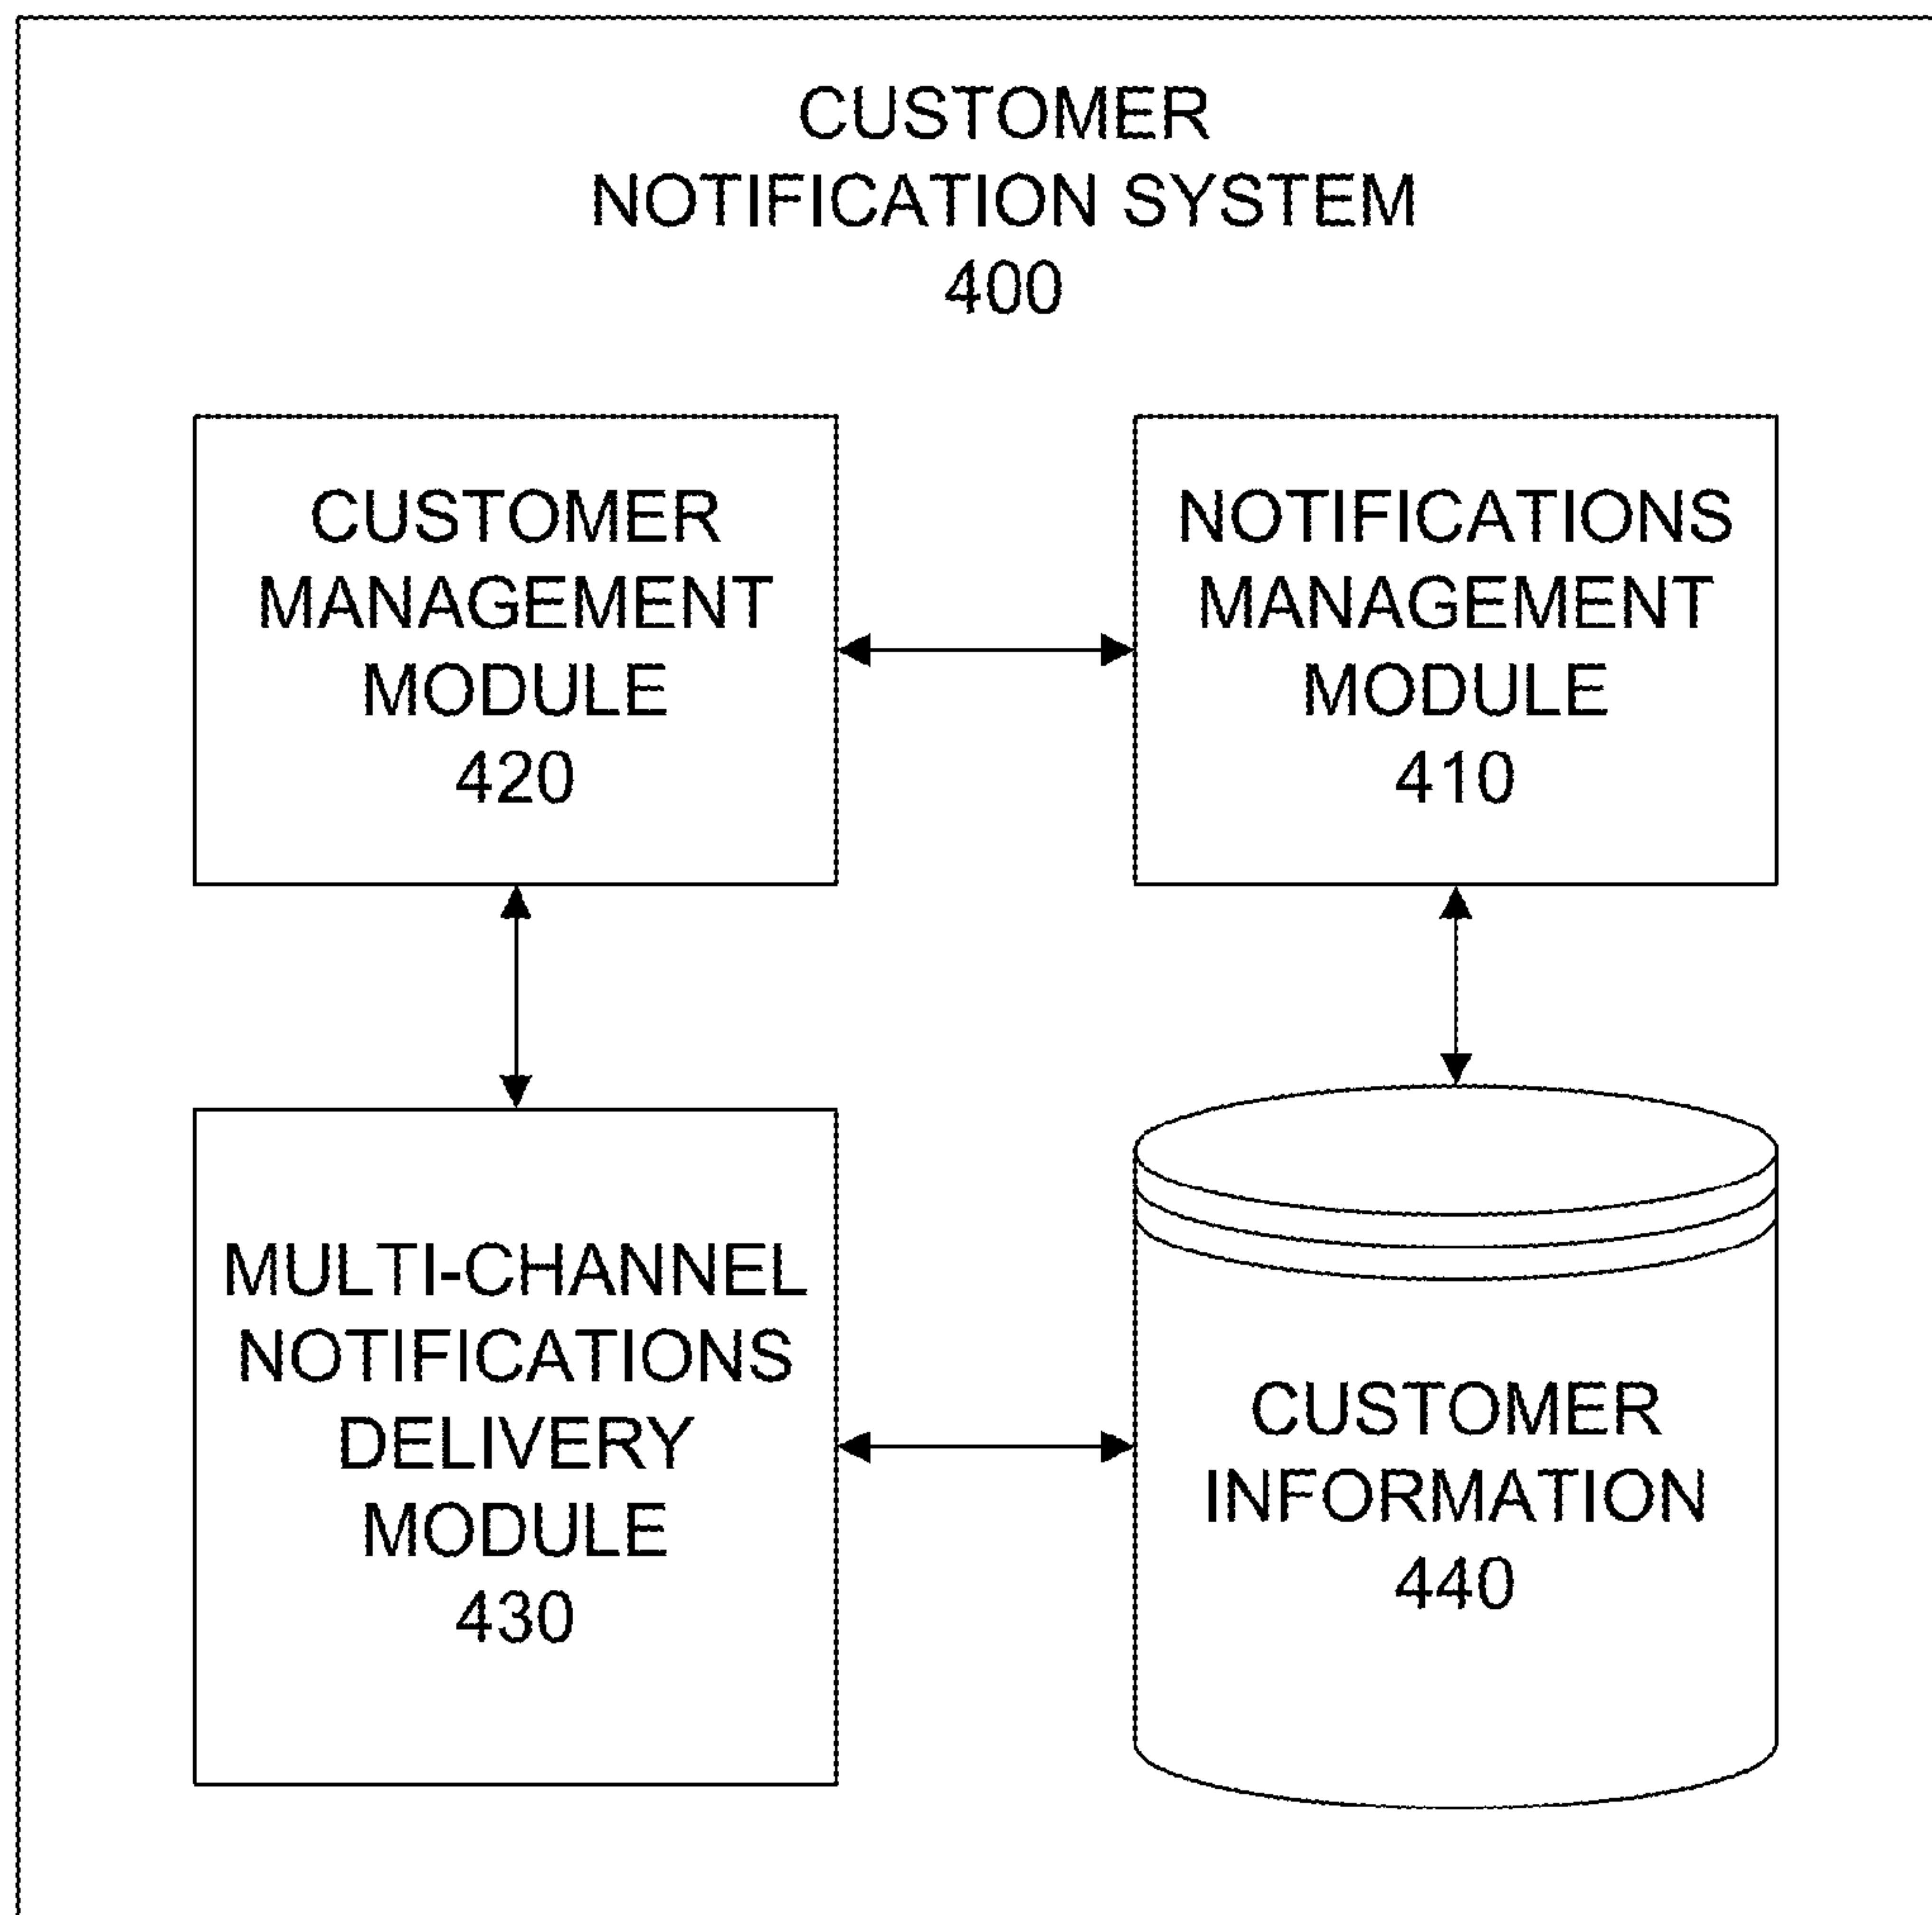 CUSTOMER
NOTIFICATION SYSTEM
400
CUSTOMER
MANAGEMENT
MODULE
420
NOTIFICATIONS
MANAGEMENT
MODULE
410
MULTI-CHANNEL
NOTIFICATIONS
DELIVERY
MODULE
430
CUSTOMER
INFORMATION
440